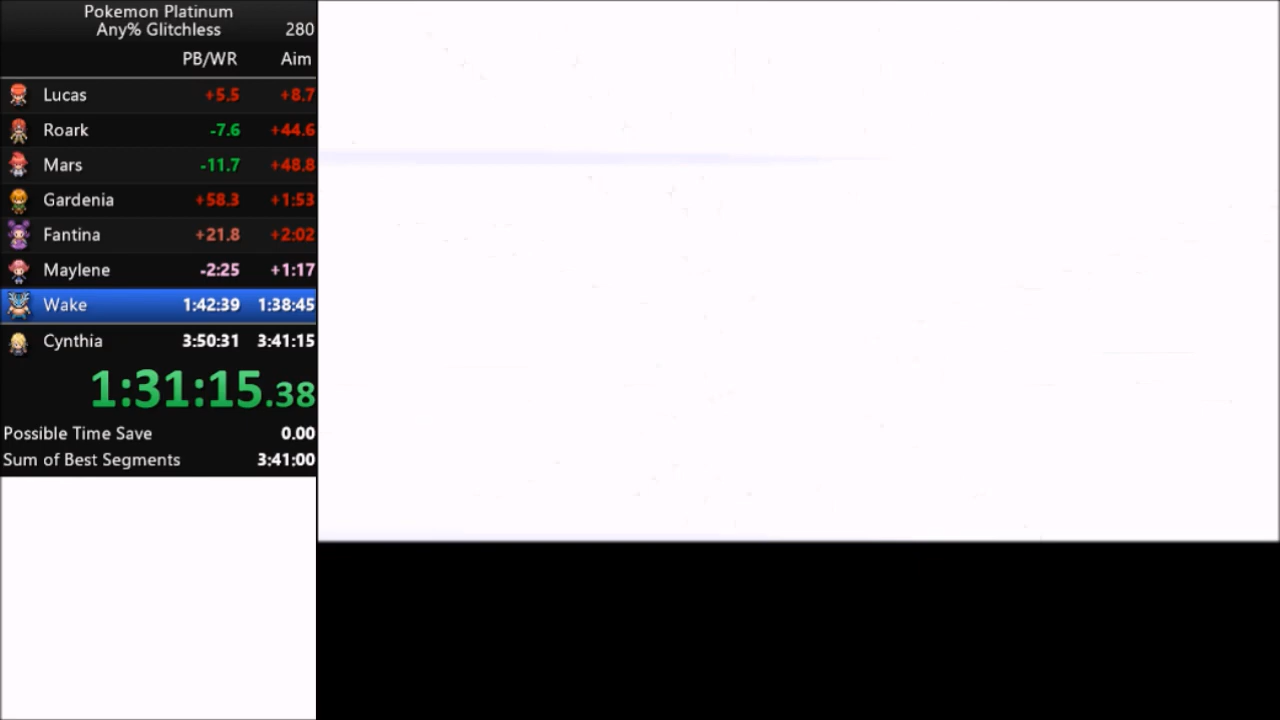 Pokemon Platinum
Any% Glitchless 280
PB/WR Aim
Lucas +5.5 +8.7
Roark -7.6 +44.6
Mars -11.7 +48.8
Gardenia +58.3 +1:53
Fantina +21.8 +2:02
Maylene -2:25 +1:17
Wake 1:42:39 1:38:45
Cynthia 3:50:31 3:41:15
1:31:15.38
Possible Time Save 0.00
Sum of Best Segments 3:41:00